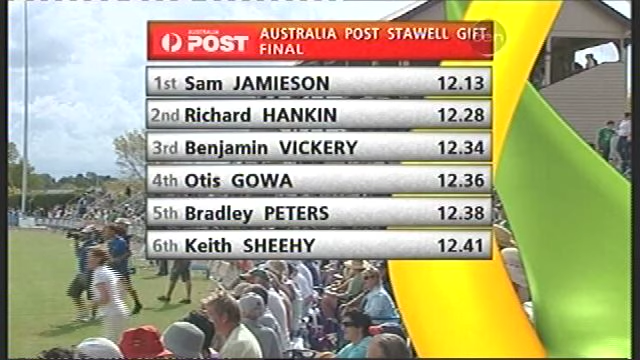 AUSTRALIA
POST
AUSTRALIA POST STAWELL GIFT
FINAL
1st Sam JAMIESON 12.13
2nd Richard HANKIN 12.28
3rd Benjamin VICKERY 12.34
4th Otis GOWA 12.36
5th Bradley PETERS 12.38
6th Keith SHEEHY 12.41